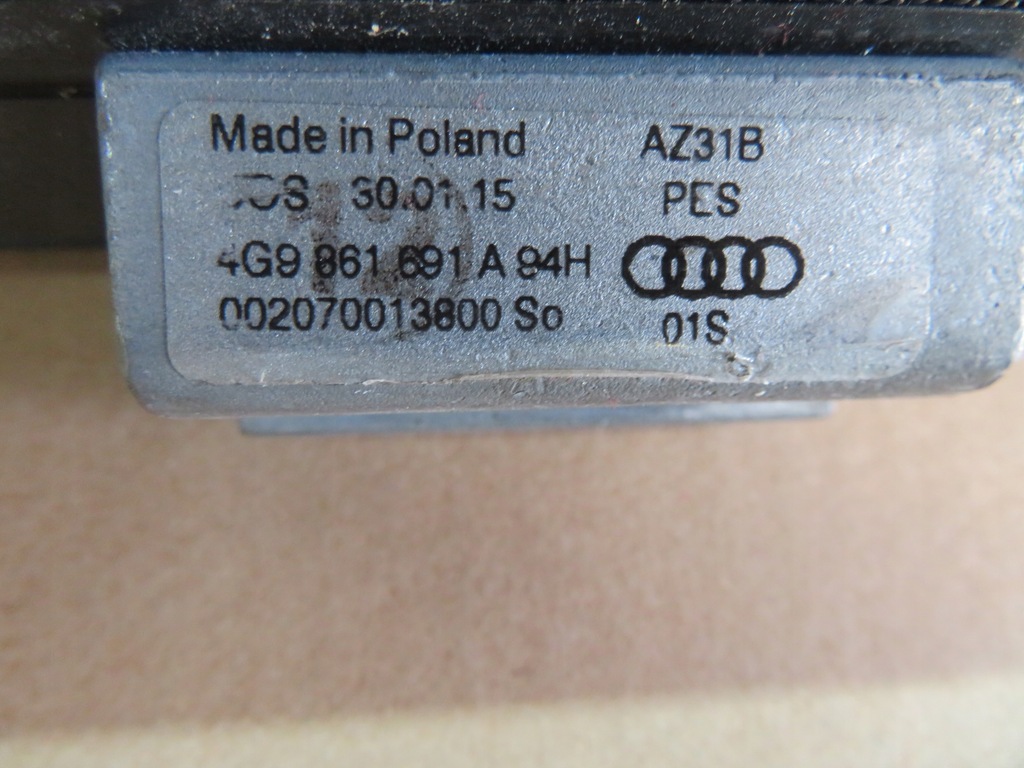 Made in Poland AZ31B
30.01.15 PES
4G9 861 691 A 94H
002070013800 So 01S